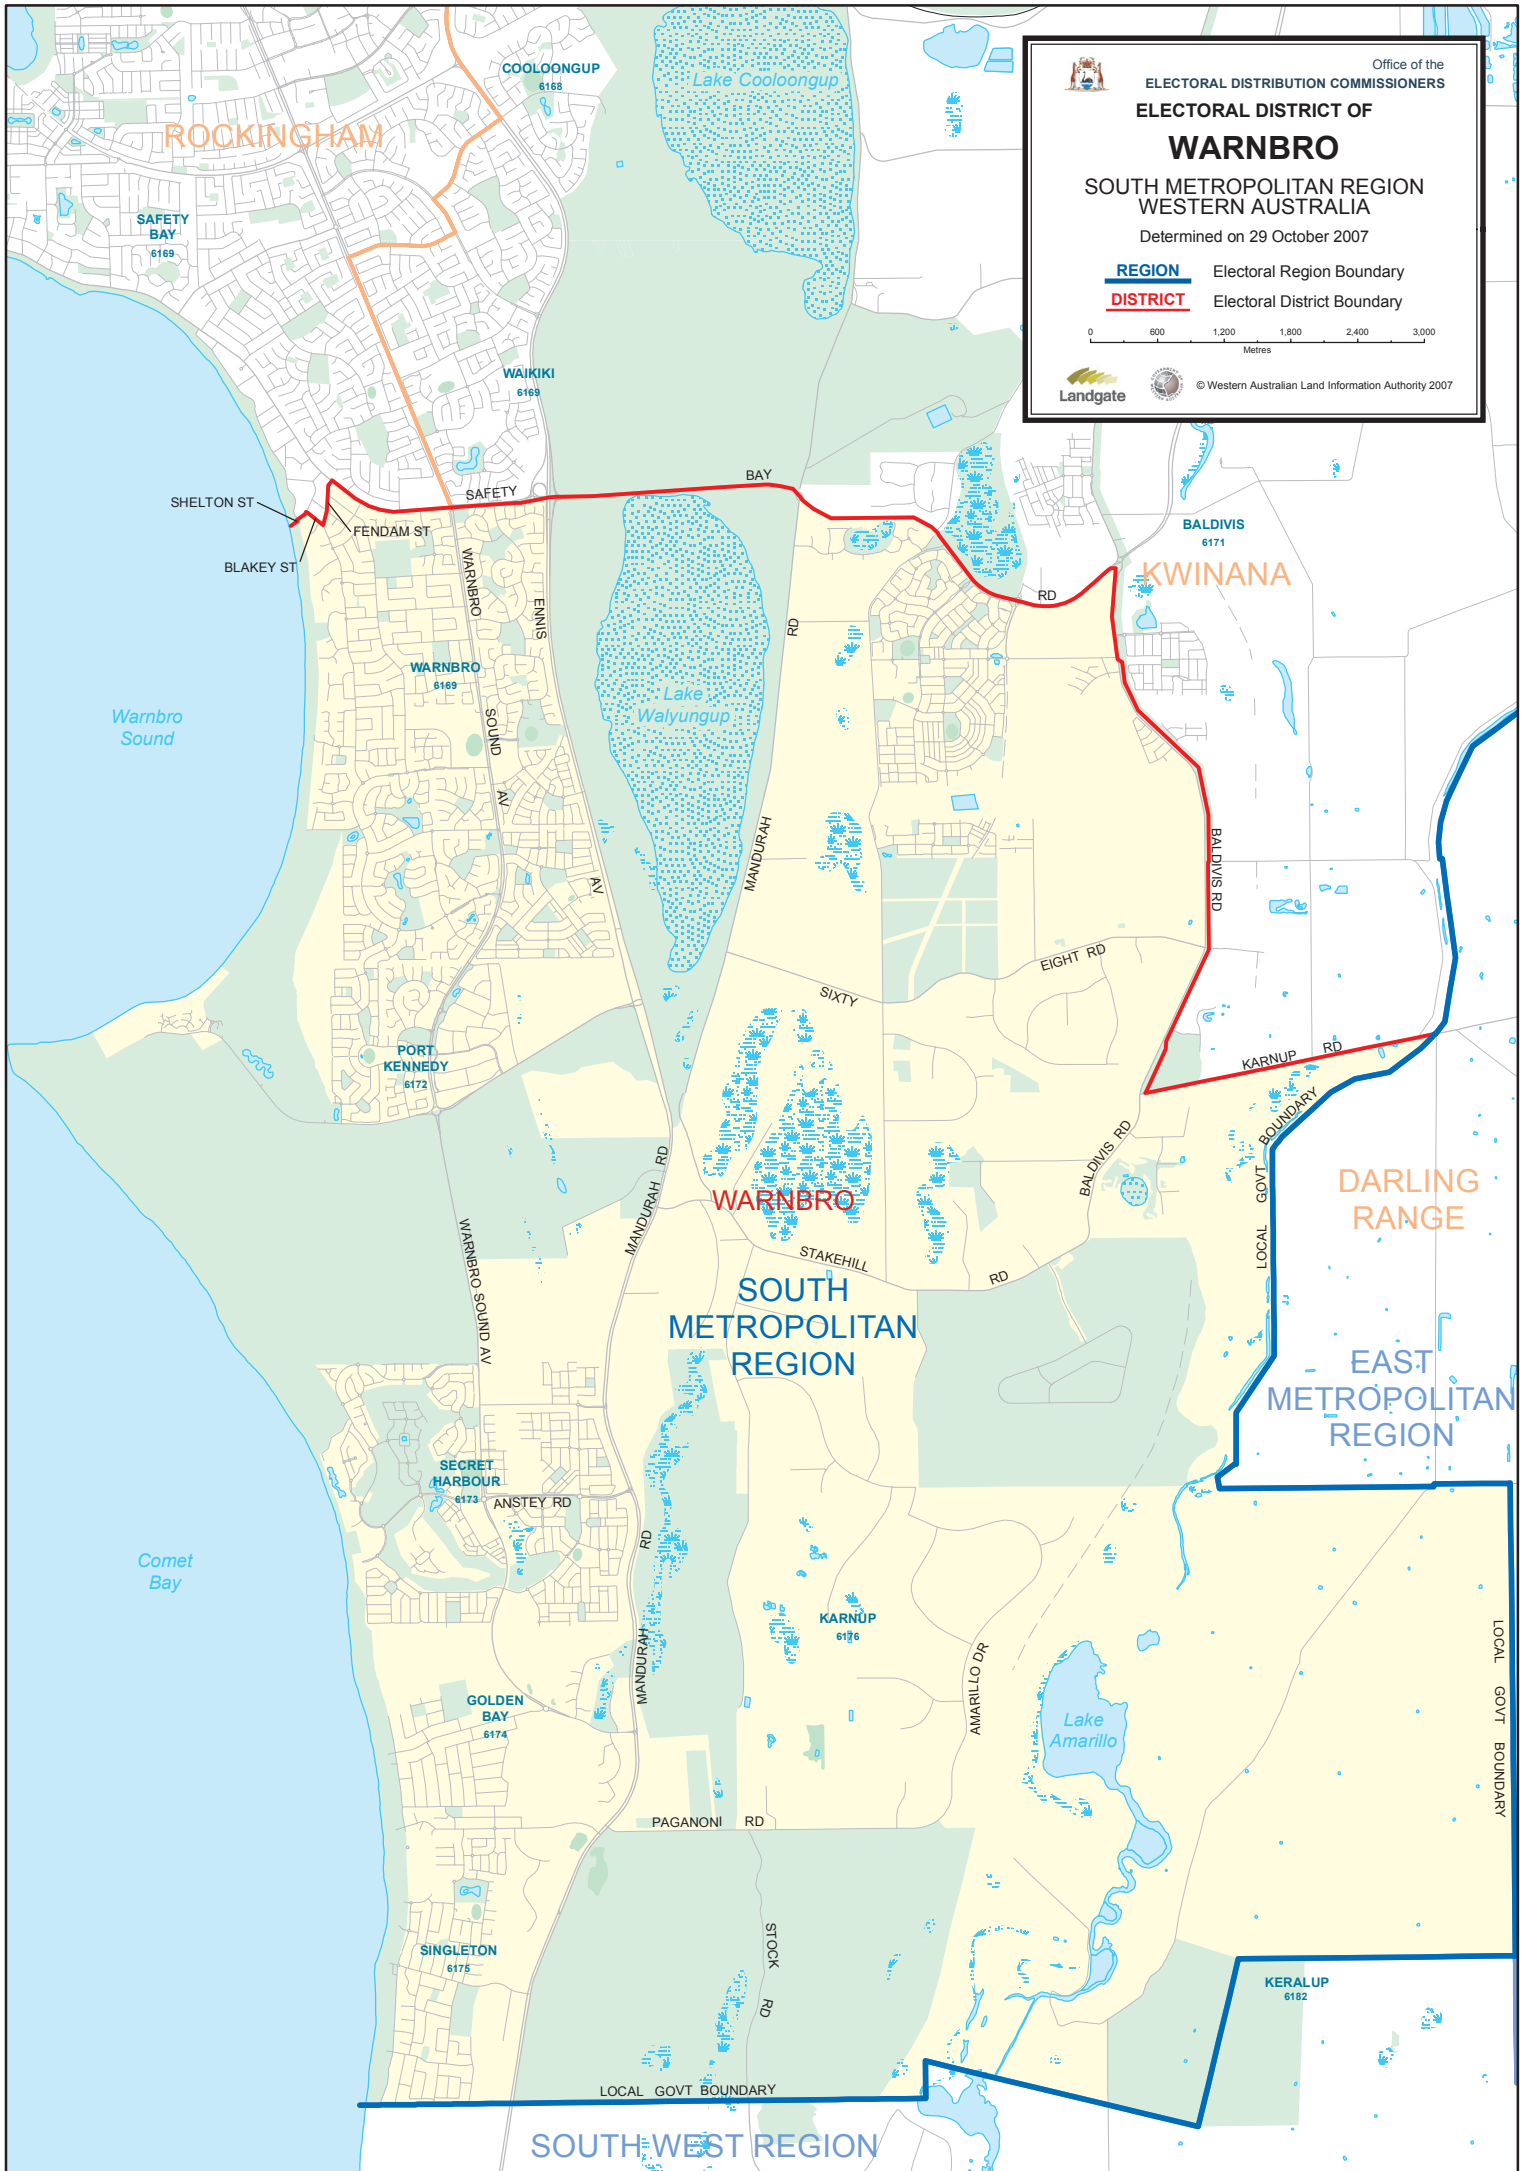 Office of the
ELECTORAL DISTRIBUTION COMMISSIONERS
ELECTORAL DISTRICT OF
WARNBRO
SOUTH METROPOLITAN REGION
WESTERN AUSTRALIA
Determined on 29 October 2007
REGION Electoral Region Boundary
DISTRICT Electoral District Boundary
0 600 1,200 1,800 2,400 3,000
Metres
Landgate
© Western Australian Land Information Authority 2007
COOLOONGUP
6168
Lake Cooloongup
ROCKINGHAM
SAFETY
BAY
6169
WAIKIKI
6169
SHELTON ST
BLAKEY ST
FENDAM ST
SAFETY
BAY
RD
BALDIVIS
6171
KWINANA
WARNBRO
SOUND
AV
ENNIS
AV
WARNBRO
6169
Warnbro
Sound
Lake
Walyungup
RD
MANDURAH
BALDIVIS RD
SIXTY
EIGHT RD
PORT
KENNEDY
6172
KARNUP RD
BOUNDARY
GOVT
LOCAL
BALDIVIS RD
MANDURAH RD
WARNBRO
DARLING
RANGE
WARNBRO SOUND AV
STAKEHILL
RD
SOUTH
METROPOLITAN
REGION
EAST
METROPOLITAN
REGION
SECRET
HARBOUR
6173
ANSTEY RD
Comet
Bay
RD
MANDURAH
KARNUP
6176
AMARILLO DR
LOCAL GOVT BOUNDARY
GOLDEN
BAY
6174
Lake
Amarillo
PAGANONI RD
STOCK
RD
SINGLETON
6175
KERALUP
6182
LOCAL GOVT BOUNDARY
SOUTH WEST REGION